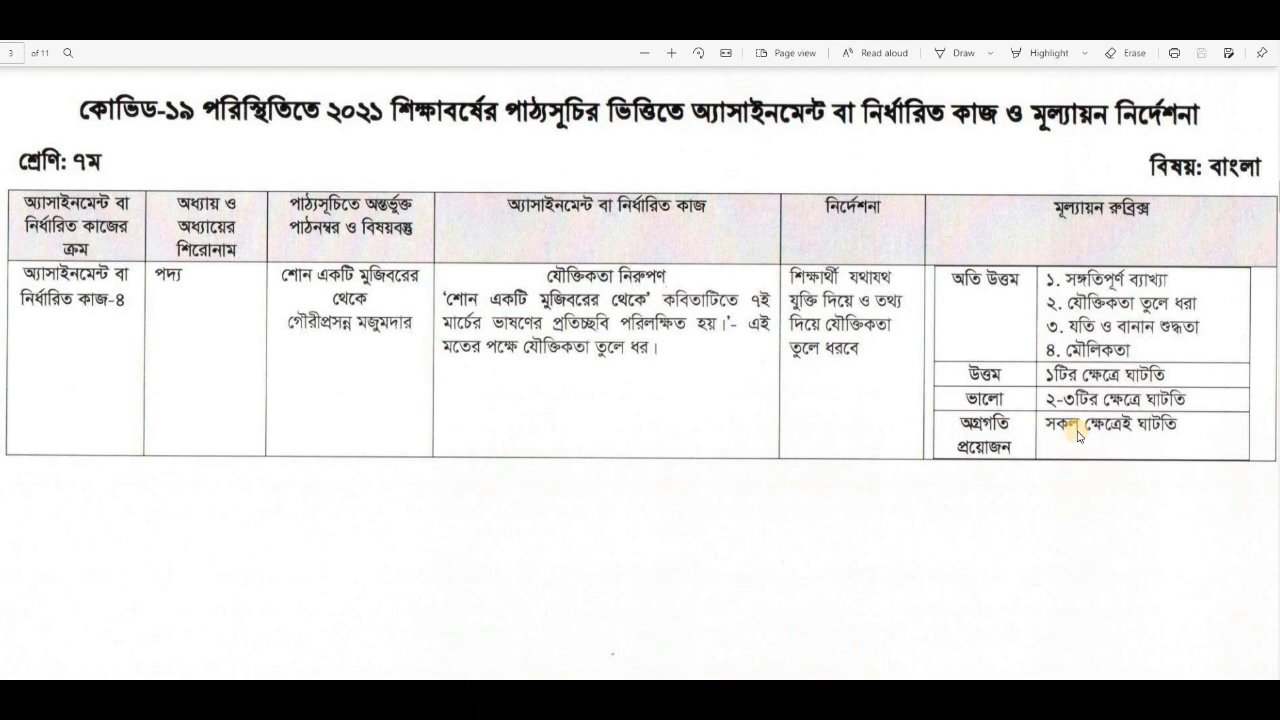 3 of 11 Page view Read aloud Draw Highlight Erase
কোভিড-১৯ পরিস্থিতিতে ২০২১ শিক্ষাবর্ষের পাঠ্যসূচির ভিত্তিতে অ্যাসাইনমেন্ট বা নির্ধারিত কাজ ও মূল্যায়ন নির্দেশনা
শ্রেণি: ৭ম
বিষয়: বাংলা
অ্যাসাইনমেন্ট বা
নির্ধারিত কাজের
ক্রম
অধ্যায় ও
অধ্যায়ের
শিরোনাম
পাঠ্যসূচিতে অন্তর্ভুক্ত
পাঠনম্বর ও বিষয়বস্তু
অ্যাসাইনমেন্ট বা নির্ধারিত কাজ
নির্দেশনা
মূল্যায়ন রুব্রিক্স
অ্যাসাইনমেন্ট বা
নির্ধারিত কাজ-৪
পদ্য
শোন একটি মুজিবরের
থেকে
গৌরীপ্রসন্ন মজুমদার
যৌক্তিকতা নিরুপণ
‘শোন একটি মুজিবরের থেকে’ কবিতাটিতে ৭ই
মার্চের ভাষণের প্রতিচ্ছবি পরিলক্ষিত হয়।’- এই
মতের পক্ষে যৌক্তিকতা তুলে ধর।
শিক্ষার্থী যথাযথ
যুক্তি দিয়ে ও তথ্য
দিয়ে যৌক্তিকতা
তুলে ধরবে
অতি উত্তম
১. সঙ্গতিপূর্ণ ব্যাখ্যা
২. যৌক্তিকতা তুলে ধরা
৩. যতি ও বানান শুদ্ধতা
৪. মৌলিকতা
উত্তম
১টির ক্ষেত্রে ঘাটতি
ভালো
২-৩টির ক্ষেত্রে ঘাটতি
অগ্রগতি
প্রয়োজন
সকল ক্ষেত্রেই ঘাটতি